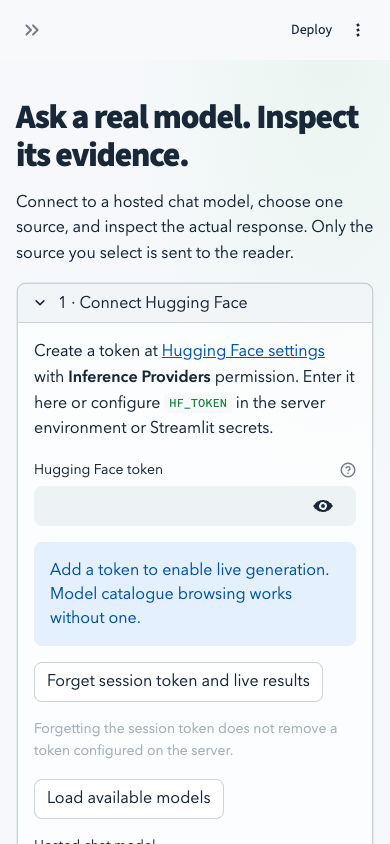 Deploy
Ask a real model. Inspect
its evidence.
Connect to a hosted chat model, choose one
source, and inspect the actual response. Only the
source you select is sent to the reader.
1 · Connect Hugging Face
Create a token at Hugging Face settings
with Inference Providers permission. Enter it
here or configure HF_TOKEN in the server
environment or Streamlit secrets.
Hugging Face token
Add a token to enable live generation.
Model catalogue browsing works
without one.
Forget session token and live results
Forgetting the session token does not remove a
token configured on the server.
Load available models
Hosted chat model